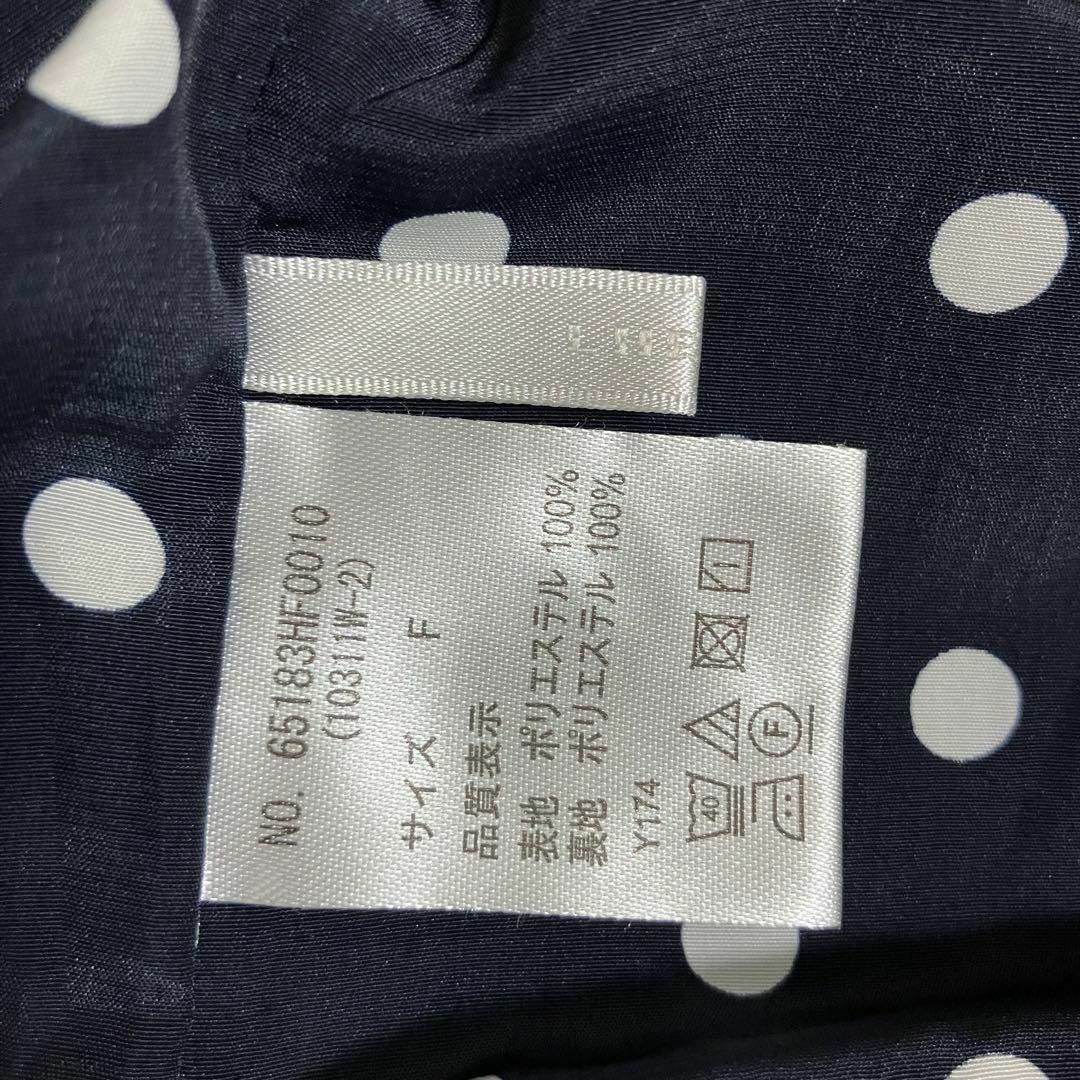 NO. 65183HF0010
(10311W-2)
サイズ F
品質表示
表地 ポリエステル 100%
裏地 ポリエステル 100%
Y174
40
F